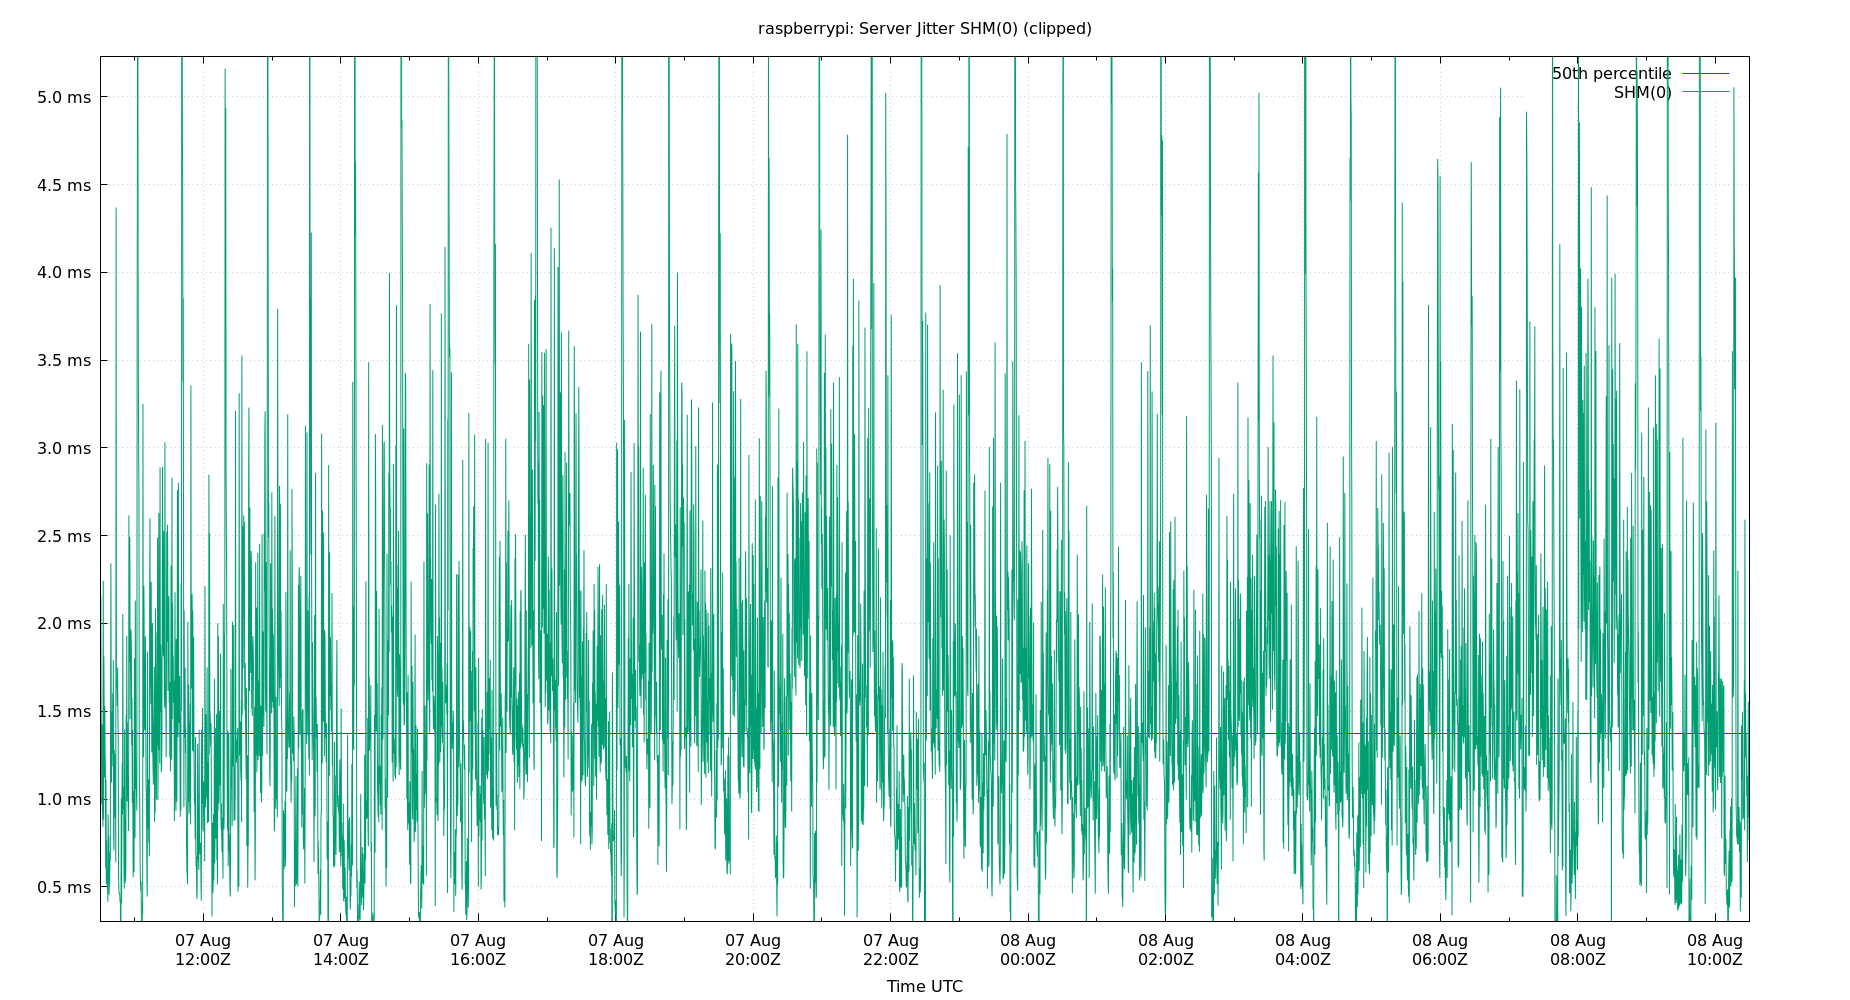 raspberrypi: Server Jitter SHM(0) (clipped)
50th percentile
SHM(0)
5.0 ms
4.5 ms
4.0 ms
3.5 ms
3.0 ms
2.5 ms
2.0 ms
1.5 ms
1.0 ms
0.5 ms
07 Aug 07 Aug 07 Aug 07 Aug 07 Aug 07 Aug 08 Aug 08 Aug 08 Aug 08 Aug 08 Aug 08 Aug
12:00Z 14:00Z 16:00Z 18:00Z 20:00Z 22:00Z 00:00Z 02:00Z 04:00Z 06:00Z 08:00Z 10:00Z
Time UTC